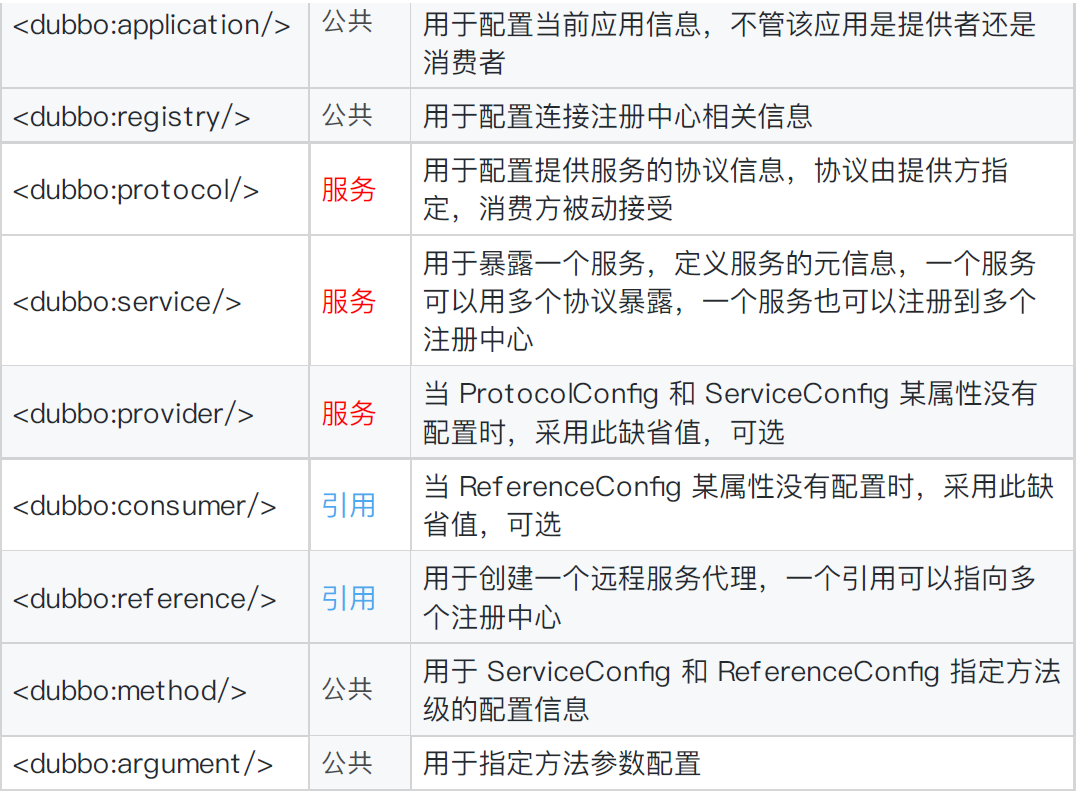 <dubbo:application/> 公共 用于配置当前应用信息，不管该应用是提供者还是
消费者
<dubbo:registry/> 公共 用于配置连接注册中心相关信息
<dubbo:protocol/> 服务 用于配置提供服务的协议信息，协议由提供方指
定，消费方被动接受
<dubbo:service/> 服务 用于暴露一个服务，定义服务的元信息，一个服务
可以用多个协议暴露，一个服务也可以注册到多个
注册中心
<dubbo:provider/> 服务 当 ProtocolConfig 和 ServiceConfig 某属性没有
配置时，采用此缺省值，可选
<dubbo:consumer/> 引用 当 ReferenceConfig 某属性没有配置时，采用此缺
省值，可选
<dubbo:reference/> 引用 用于创建一个远程服务代理，一个引用可以指向多
个注册中心
<dubbo:method/> 公共 用于 ServiceConfig 和 ReferenceConfig 指定方法
级的配置信息
<dubbo:argument/> 公共 用于指定方法参数配置